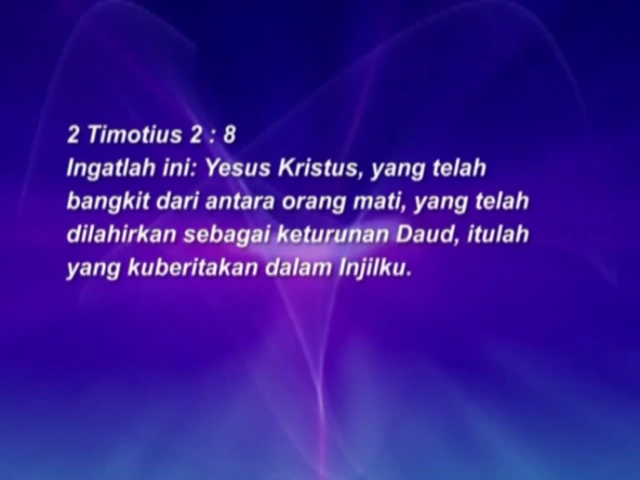 2 Timotius 2 : 8
Ingatlah ini: Yesus Kristus, yang telah
bangkit dari antara orang mati, yang telah
dilahirkan sebagai keturunan Daud, itulah
yang kuberitakan dalam Injilku.